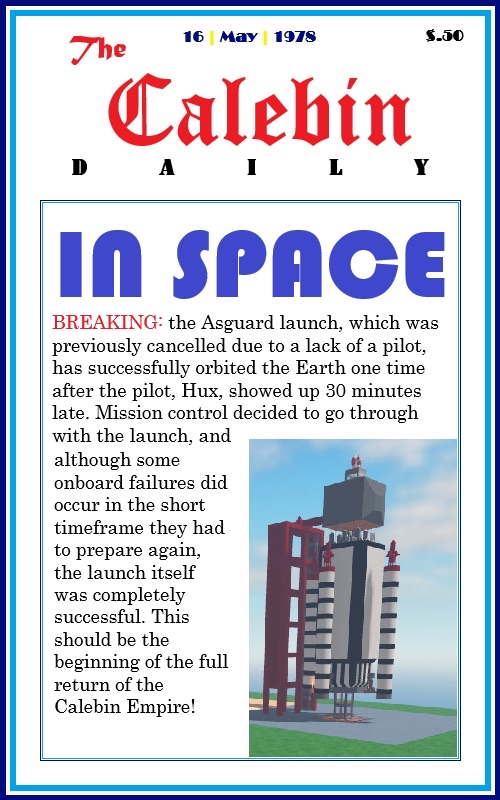 The
16 | May | 1978
$.50
Calebin
DAILY
IN SPACE
BREAKING: the Asguard launch, which was
previously cancelled due to a lack of a pilot,
has successfully orbited the Earth one time
after the pilot, Hux, showed up 30 minutes
late. Mission control decided to go through
with the launch, and
although some
onboard failures did
occur in the short
timeframe they had
to prepare again,
the launch itself
was completely
successful. This
should be the
beginning of the full
return of the
Calebin Empire!